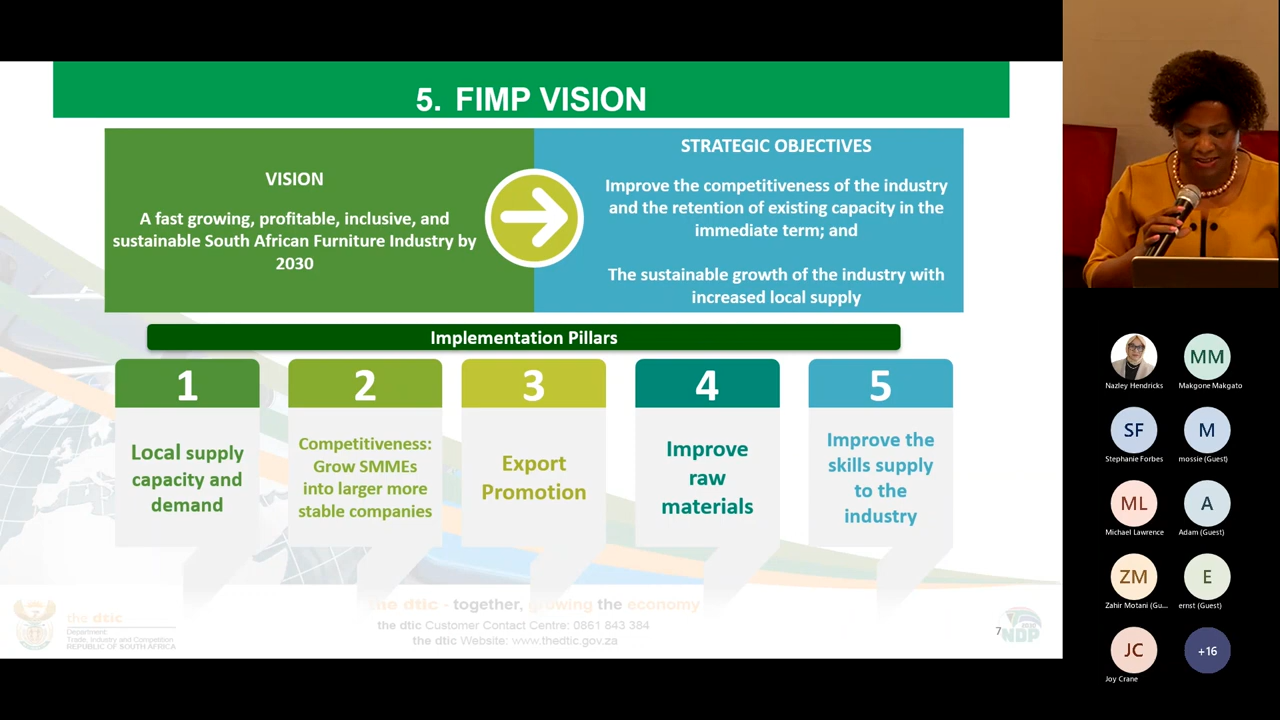 5. FIMP VISION
VISION
A fast growing, profitable, inclusive, and
sustainable South African Furniture Industry by
2030
STRATEGIC OBJECTIVES
Improve the competitiveness of the industry
and the retention of existing capacity in the
immediate term; and
The sustainable growth of the industry with
increased local supply
Implementation Pillars
1
Local supply
capacity and
demand
2
Competitiveness:
Grow SMMEs
into larger more
stable companies
3
Export
Promotion
4
Improve
raw
materials
5
Improve the
skills supply
to the
industry
the dtic
Department:
Trade, Industry and Competition
REPUBLIC OF SOUTH AFRICA
the dtic - together, growing the economy
the dtic Customer Contact Centre: 0861 843 384
the dtic Website: www.thedtic.gov.za
7
NDP
Nazley Hendricks
MM
Makgone Makgato
SF
Stephanie Forbes
M
mossie (Guest)
ML
Michael Lawrence
A
Adam (Guest)
ZM
Zahir Motani (Gu...
E
ernst (Guest)
JC
Joy Crane
+16